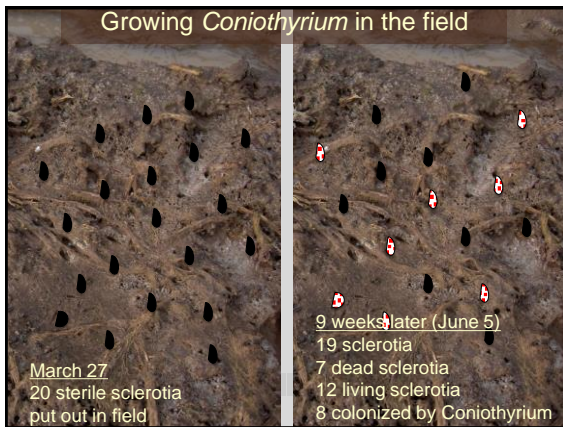 Growing Coniothyrium in the field
March 27
20 sterile sclerotia
put out in field
9 weeks later (June 5)
19 sclerotia
7 dead sclerotia
12 living sclerotia
8 colonized by Coniothyrium